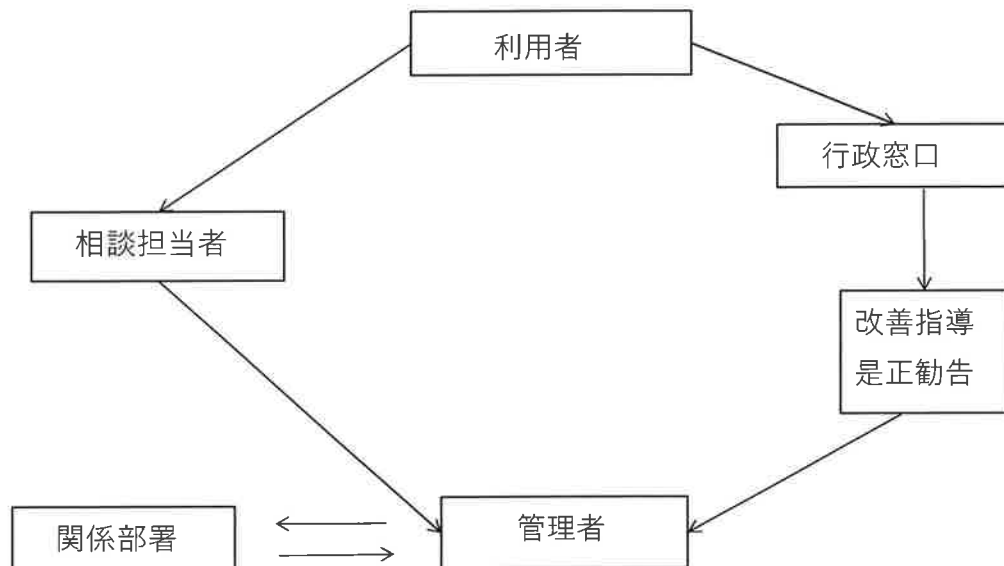 利用者
行政窓口
相談担当者
改善指導
是正勧告
関係部署
管理者